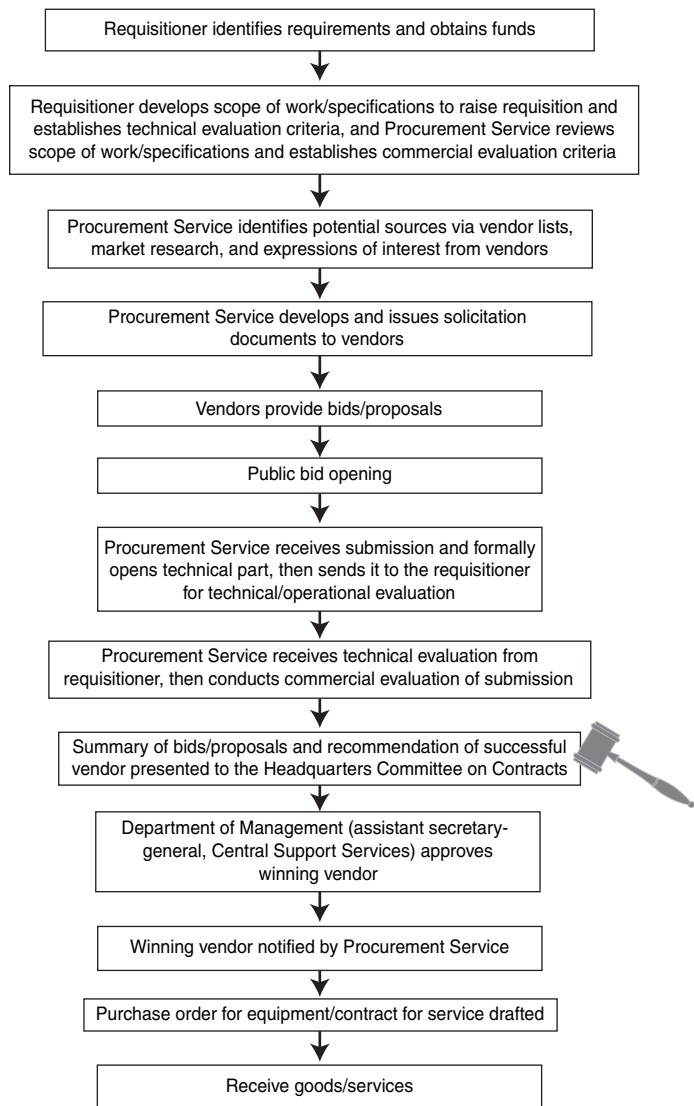 Requisitioner identifies requirements and obtains funds
Requisitioner develops scope of work/specifications to raise requisition and
establishes technical evaluation criteria, and Procurement Service reviews
scope of work/specifications and establishes commercial evaluation criteria
Procurement Service identifies potential sources via vendor lists,
market research, and expressions of interest from vendors
Procurement Service develops and issues solicitation
documents to vendors
Vendors provide bids/proposals
Public bid opening
Procurement Service receives submission and formally
opens technical part, then sends it to the requisitioner
for technical/operational evaluation
Procurement Service receives technical evaluation from
requisitioner, then conducts commercial evaluation of submission
Summary of bids/proposals and recommendation of successful
vendor presented to the Headquarters Committee on Contracts
Department of Management (assistant secretary-
general, Central Support Services) approves
winning vendor
Winning vendor notified by Procurement Service
Purchase order for equipment/contract for service drafted
Receive goods/services